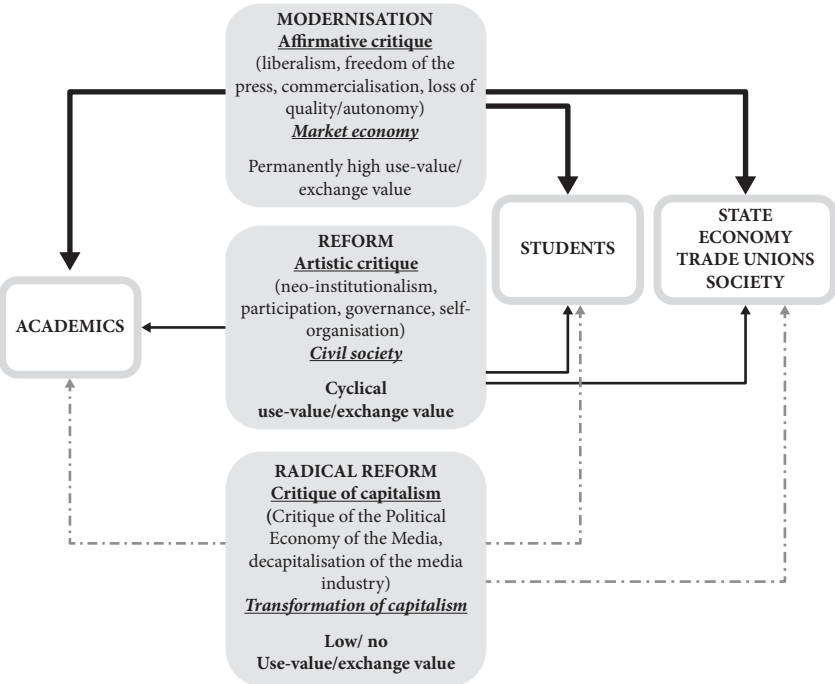 MODERNISATION
Affirmative critique
(liberalism, freedom of the
press, commercialisation, loss of
quality/autonomy)
Market economy
Permanently high use-value/
exchange value
STUDENTS
STATE
ECONOMY
TRADE UNIONS
SOCIETY
ACADEMICS
REFORM
Artistic critique
(neo-institutionalism,
participation, governance, self-
organisation)
Civil society
Cyclical
use-value/exchange value
RADICAL REFORM
Critique of capitalism
(Critique of the Political
Economy of the Media,
decapitalisation of the media
industry)
Transformation of capitalism
Low/ no
Use-value/exchange value